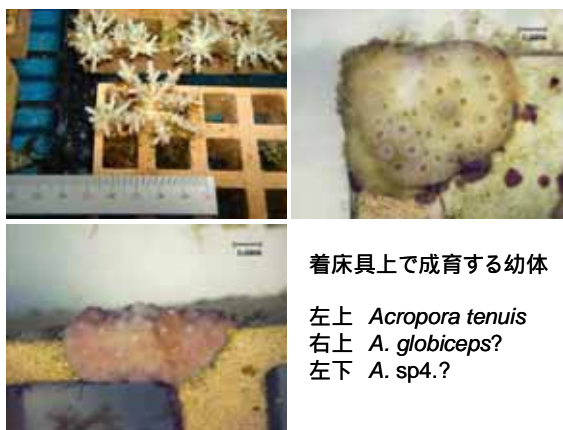 着床具上で成育する幼体
左上 Acropora tenuis
右上 A. globiceps?
左下 A. sp4.?